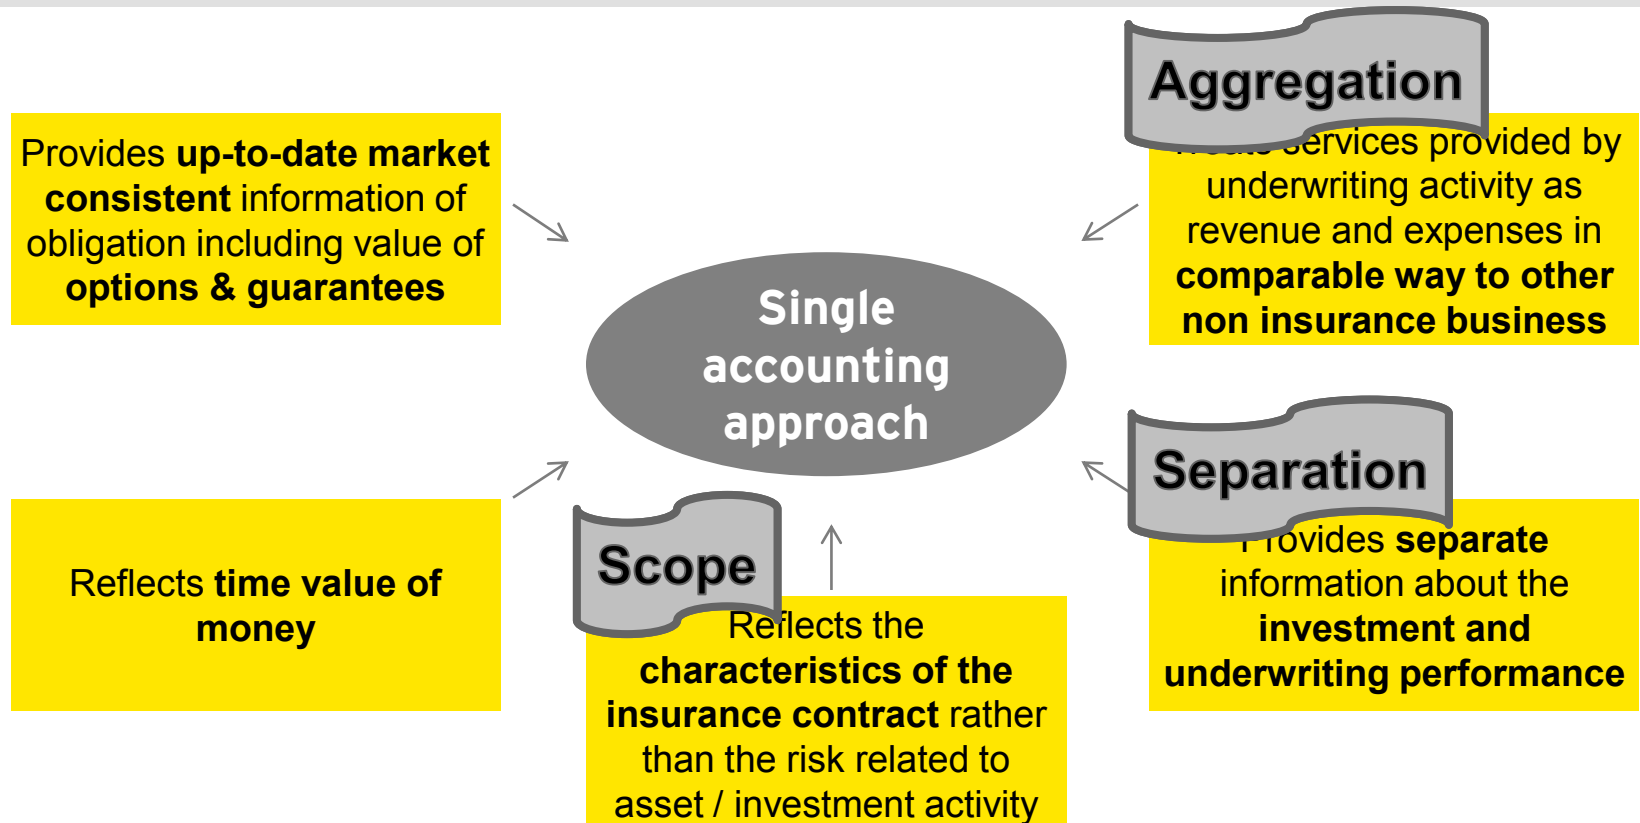 Aggregation
Provides up-to-date market
consistent information of
obligation including value of
options & guarantees
services provided by
underwriting activity as
revenue and expenses in
comparable way to other
non insurance business
Single
accounting
approach
Separation
Provides separate
information about the
investment and
underwriting performance
Reflects time value of
money
Scope
Reflects the
characteristics of the
insurance contract rather
than the risk related to
asset / investment activity